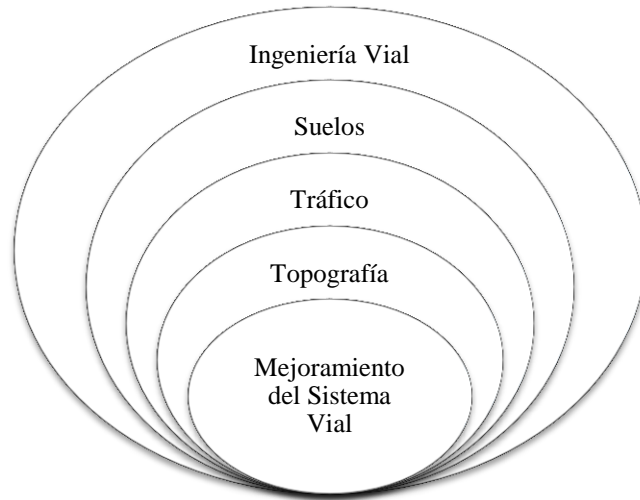 Ingeniería Vial
Suelos
Tráfico
Topografía
Mejoramiento
del Sistema
Vial